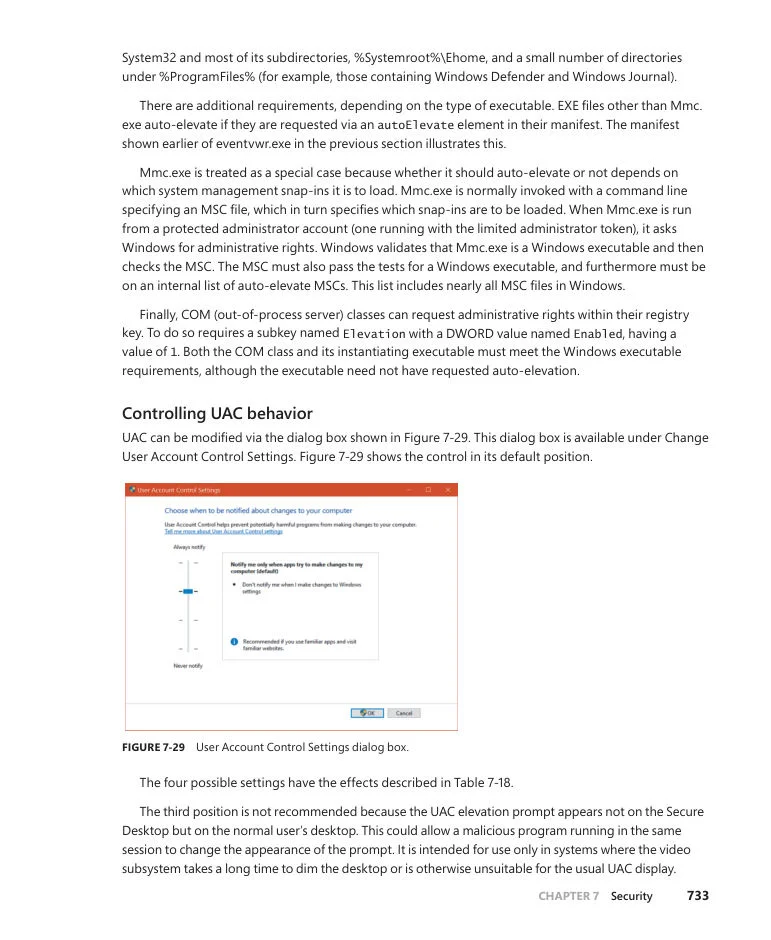 System32 and most of its subdirectories, %Systemroot%\Ehome, and a small number of directories
under %ProgramFiles% (for example, those containing Windows Defender and Windows Journal).
There are additional requirements, depending on the type of executable. EXE files other than Mmc.
exe auto-elevate if they are requested via an autoElevate element in their manifest. The manifest
shown earlier of eventvwr.exe in the previous section illustrates this.
Mmc.exe is treated as a special case because whether it should auto-elevate or not depends on
which system management snap-ins it is to load. Mmc.exe is normally invoked with a command line
specifying an MSC file, which in turn specifies which snap-ins are to be loaded. When Mmc.exe is run
from a protected administrator account (one running with the limited administrator token), it asks
Windows for administrative rights. Windows validates that Mmc.exe is a Windows executable and then
checks the MSC. The MSC must also pass the tests for a Windows executable, and furthermore must be
on an internal list of auto-elevate MSCs. This list includes nearly all MSC files in Windows.
Finally, COM (out-of-process server) classes can request administrative rights within their registry
key. To do so requires a subkey named Elevation with a DWORD value named Enabled, having a
value of 1. Both the COM class and its instantiating executable must meet the Windows executable
requirements, although the executable need not have requested auto-elevation.
Controlling UAC behavior
UAC can be modified via the dialog box shown in Figure 7-29. This dialog box is available under Change
User Account Control Settings. Figure 7-29 shows the control in its default position.
User Account Control Settings
Choose when to be notified about changes to your computer
User Account Control helps prevent potentially harmful programs from making changes to your computer.
Tell me more about User Account Control settings
Always notify
Notify me only when apps try to make changes to my
computer (default)
• Don't notify me when I make changes to Windows
settings
Recommended if you use familiar apps and visit
familiar websites.
Never notify
OK Cancel
FIGURE 7-29 User Account Control Settings dialog box.
The four possible settings have the effects described in Table 7-18.
The third position is not recommended because the UAC elevation prompt appears not on the Secure
Desktop but on the normal user's desktop. This could allow a malicious program running in the same
session to change the appearance of the prompt. It is intended for use only in systems where the video
subsystem takes a long time to dim the desktop or is otherwise unsuitable for the usual UAC display.
CHAPTER 7 Security 733